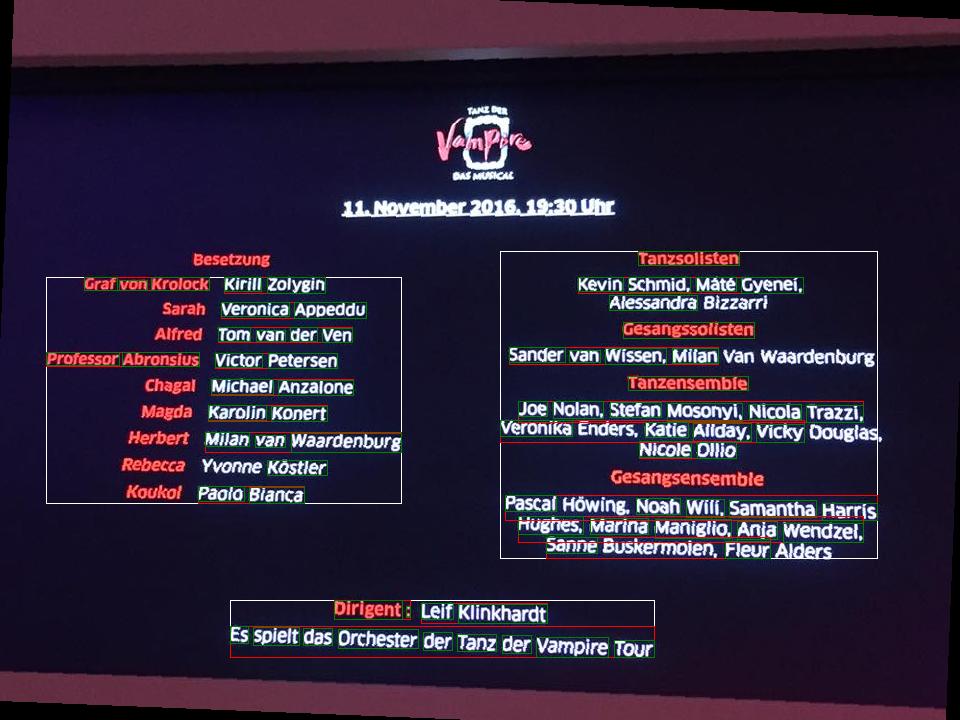 TANZ DER
Vampire
DAS MUSICAL
11. November 2016, 19:30 Uhr
Besetzung
Graf von Krolock Kirill Zolygin
Sarah Veronica Appeddu
Alfred Tom van der Ven
Professor Abronsius Victor Petersen
Chagal Michael Anzalone
Magda Karolin Konert
Herbert Milan van Waardenburg
Rebecca Yvonne Köstler
Koukol Paolo Bianca
Tanzsolisten
Kevin Schmid, Máté Gyenei,
Alessandra Bizzarri
Gesangssolisten
Sander van Wissen, Milan Van Waardenburg
Tanzensemble
Joe Nolan, Stefan Mosonyi, Nicola Trazzi,
Veronika Enders, Katie Allday, Vicky Douglas,
Nicole Ollio
Gesangsensemble
Pascal Höwing, Noah Will, Samantha Harris
Hughes, Marina Maniglio, Anja Wendzel,
Sanne Buskermolen, Fleur Alders
Dirigent : Leif Klinkhardt
Es spielt das Orchester der Tanz der Vampire Tour